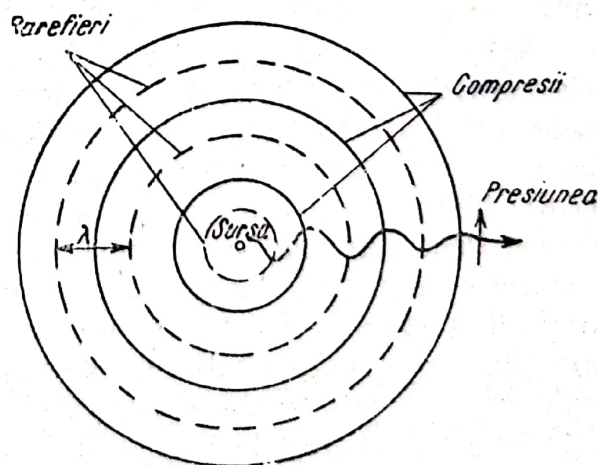 Rarefieri
Compresii
Presiunea
(Sursă)
λ